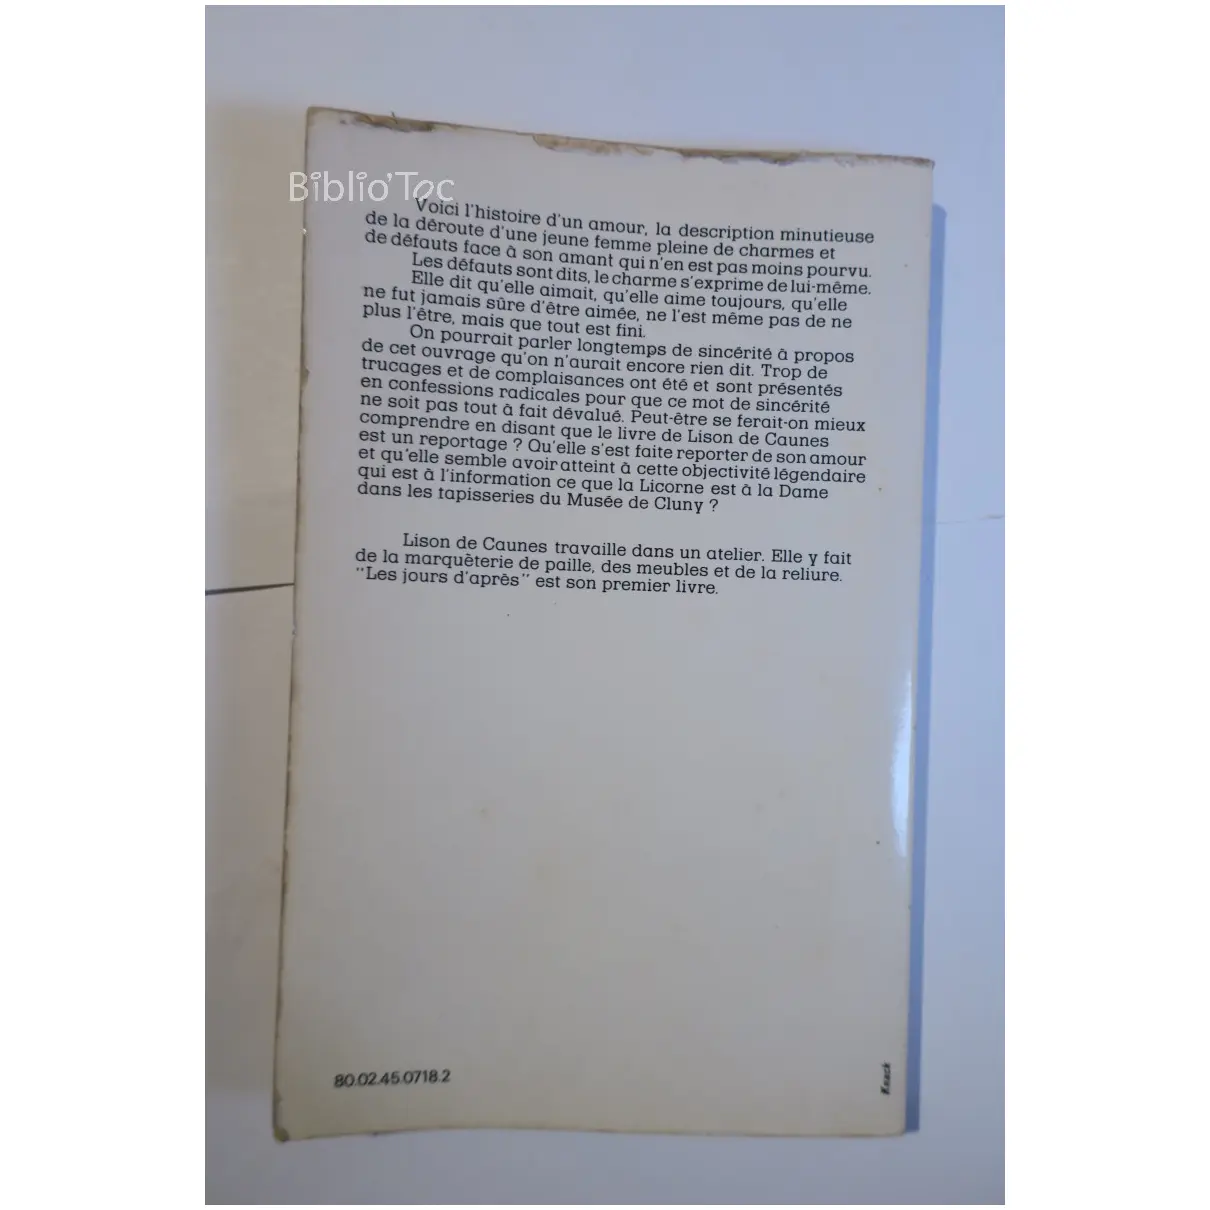 Biblio'Toc
Voici l'histoire d'un amour, la description minutieuse
de la déroute d'une jeune femme pleine de charmes et
de défauts face à son amant qui n'en est pas moins pourvu.
Les défauts sont dits, le charme s'exprime de lui-même.
Elle dit qu'elle aimait, qu'elle aime toujours, qu'elle
ne fut jamais sûre d'être aimée, ne l'est même pas de ne
plus l'être, mais que tout est fini.
On pourrait parler longtemps de sincérité à propos
de cet ouvrage qu'on n'aurait encore rien dit. Trop de
trucages et de complaisances ont été et sont présentés
en confessions radicales pour que ce mot de sincérité
ne soit pas tout à fait dévalué. Peut-être se ferait-on mieux
comprendre en disant que le livre de Lison de Caunes
est un reportage ? Qu'elle s'est faite reporter de son amour
et qu'elle semble avoir atteint à cette objectivité légendaire
qui est à l'information ce que la Licorne est à la Dame
dans les tapisseries du Musée de Cluny ?
Lison de Caunes travaille dans un atelier. Elle y fait
de la marquèterie de paille, des meubles et de la reliure.
"Les jours d'après" est son premier livre.
80.02.45.0718.2
Knack